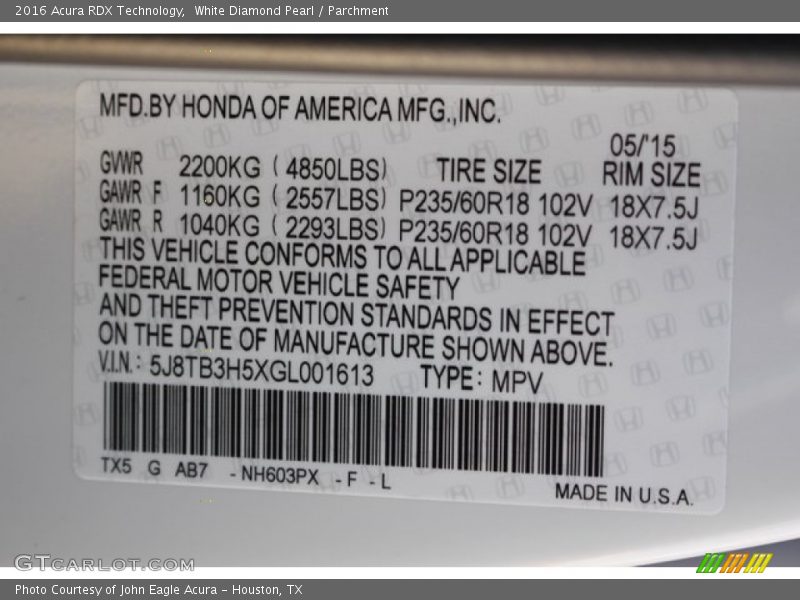 2016 Acura RDX Technology, White Diamond Pearl / Parchment
MFD.BY HONDA OF AMERICA MFG.,INC.
05/'15
GVWR 2200KG ( 4850LBS) TIRE SIZE RIM SIZE
GAWR F 1160KG ( 2557LBS) P235/60R18 102V 18X7.5J
GAWR R 1040KG ( 2293LBS) P235/60R18 102V 18X7.5J
THIS VEHICLE CONFORMS TO ALL APPLICABLE
FEDERAL MOTOR VEHICLE SAFETY
AND THEFT PREVENTION STANDARDS IN EFFECT
ON THE DATE OF MANUFACTURE SHOWN ABOVE.
V.I.N.: 5J8TB3H5XGL001613 TYPE: MPV
TX5 G AB7 -NH603PX -F -L
MADE IN U.S.A.
GTCARLOT.COM
Photo Courtesy of John Eagle Acura - Houston, TX